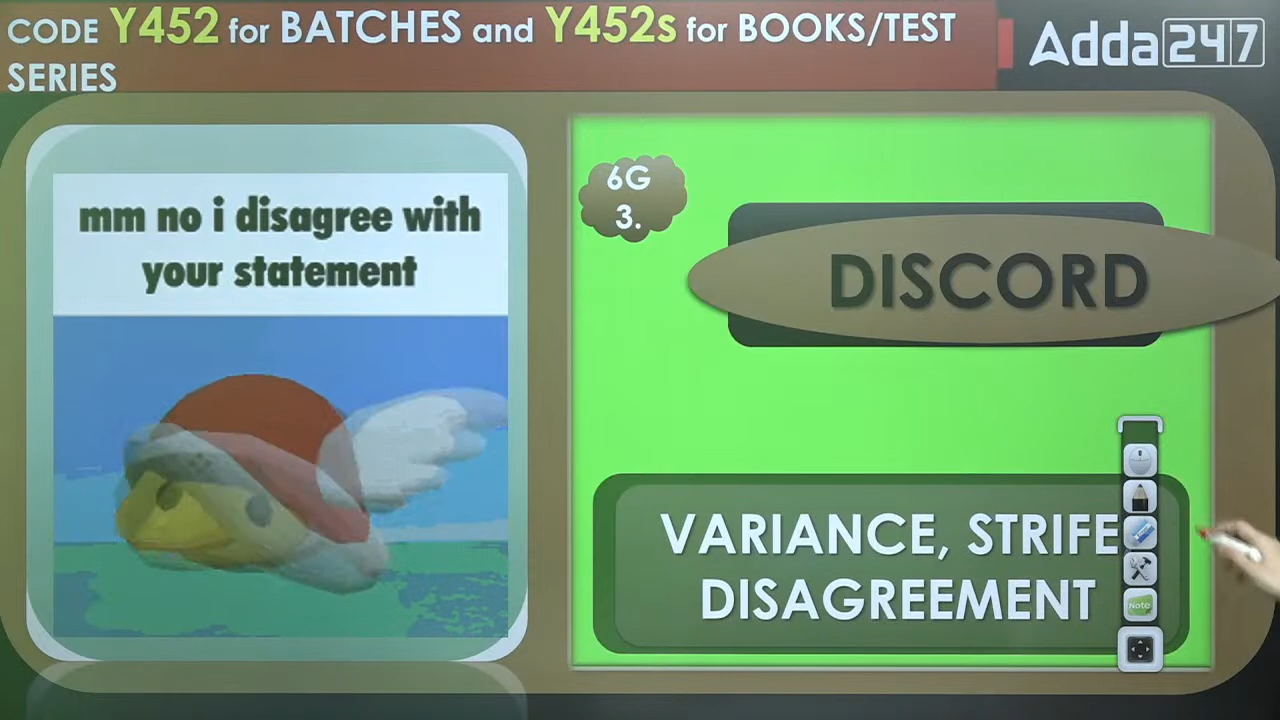 CODE Y452 for BATCHES and Y452s for BOOKS/TEST
SERIES
Adda247
mm no i disagree with
your statement
6G
3.
DISCORD
VARIANCE, STRIFE
DISAGREEMENT
Note